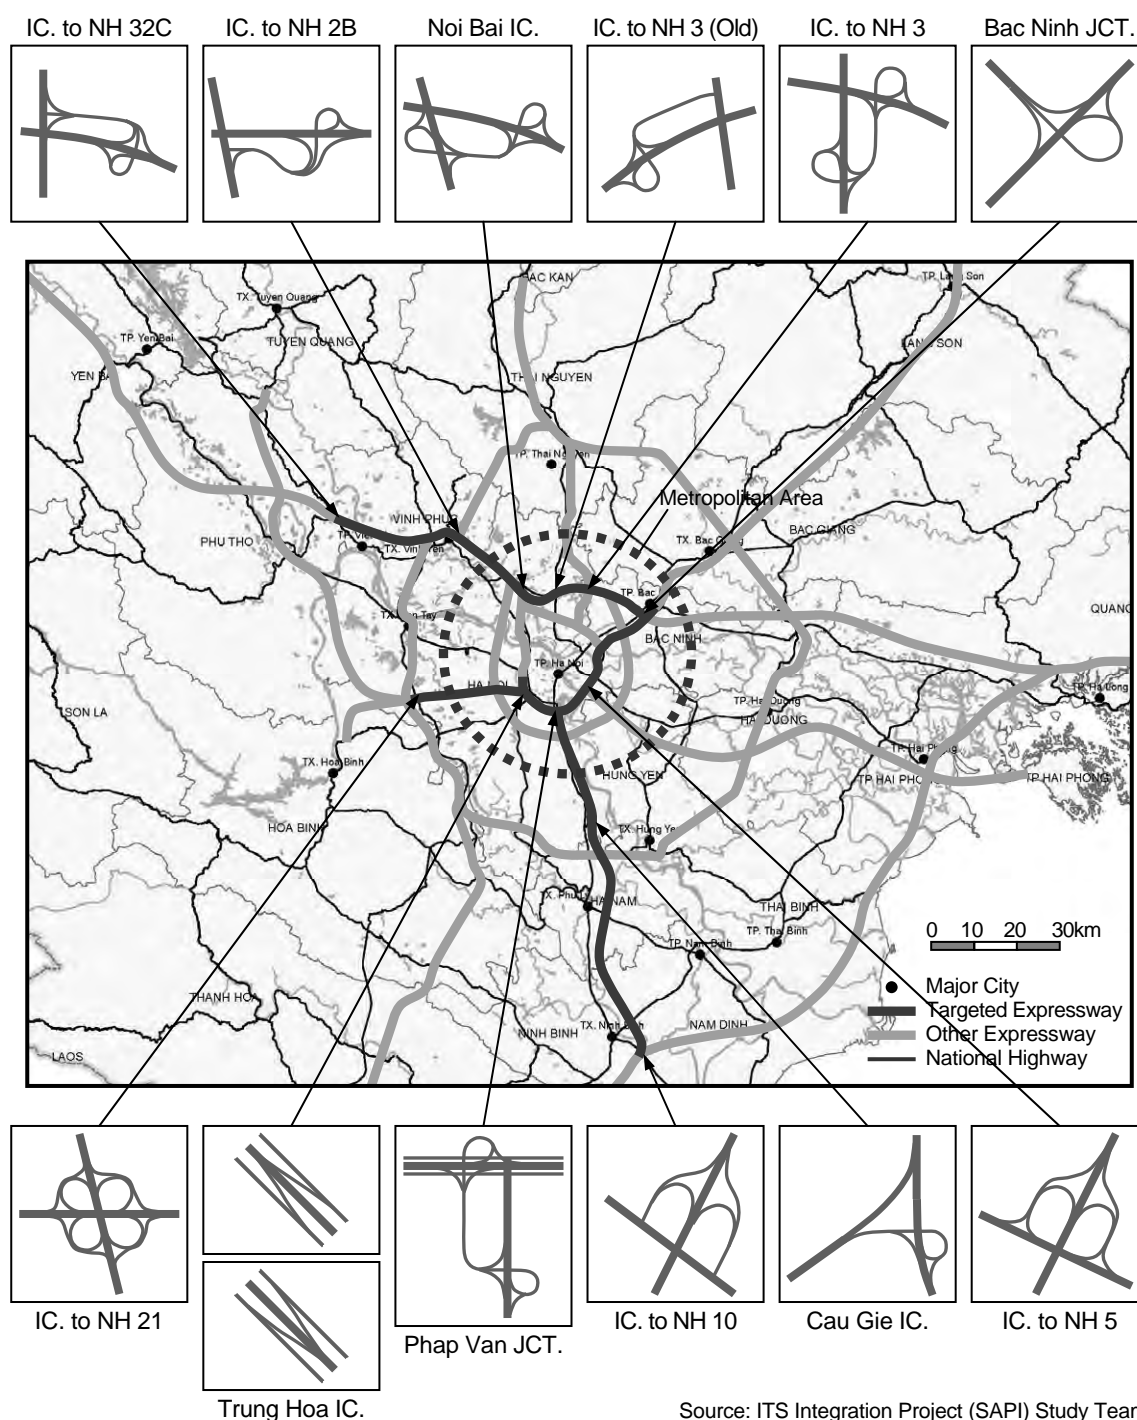 IC. to NH 32C
IC. to NH 2B
Noi Bai IC.
IC. to NH 3 (Old)
IC. to NH 3
Bac Ninh JCT.
BAC KAN
TP. Lang Son
TX. Tuyen Quang
TUYEN QUANG
TP. Yen Bai
LANG SON
YEN BAI
THAI NGUYEN
TP. Thai Nguyen
Metropolitan Area
VINH PHUC
BAC GIANG
PHU THO
TP. Viet
TX. Vinh Yen
TX. Bac Giang
TP. Bac
QUANG
TX. Son Tay
BAC NINH
TP. Ha Noi
HA NOI
TP. Hai Duong
TP. Ha Long
SON LA
HAI DUONG
TP. Hai Phong
TX. Hoa Binh
HUNG YEN
TP HAI PHONG
TP HAI PHONG
HOA BINH
TX. Hung Ye
TX. Phu Ly
HA NAM
THAI BINH
0 10 20 30km
TP. Nam Dinh
TP. Thai Binh
Major City
THANH HOA
Targeted Expressway
NINH BINH
TX. Ninh Binh
NAM DINH
Other Expressway
LAOS
National Highway
IC. to NH 21
Trung Hoa IC.
Phap Van JCT.
IC. to NH 10
Cau Gie IC.
IC. to NH 5
Source: ITS Integration Project (SAPI) Study Team